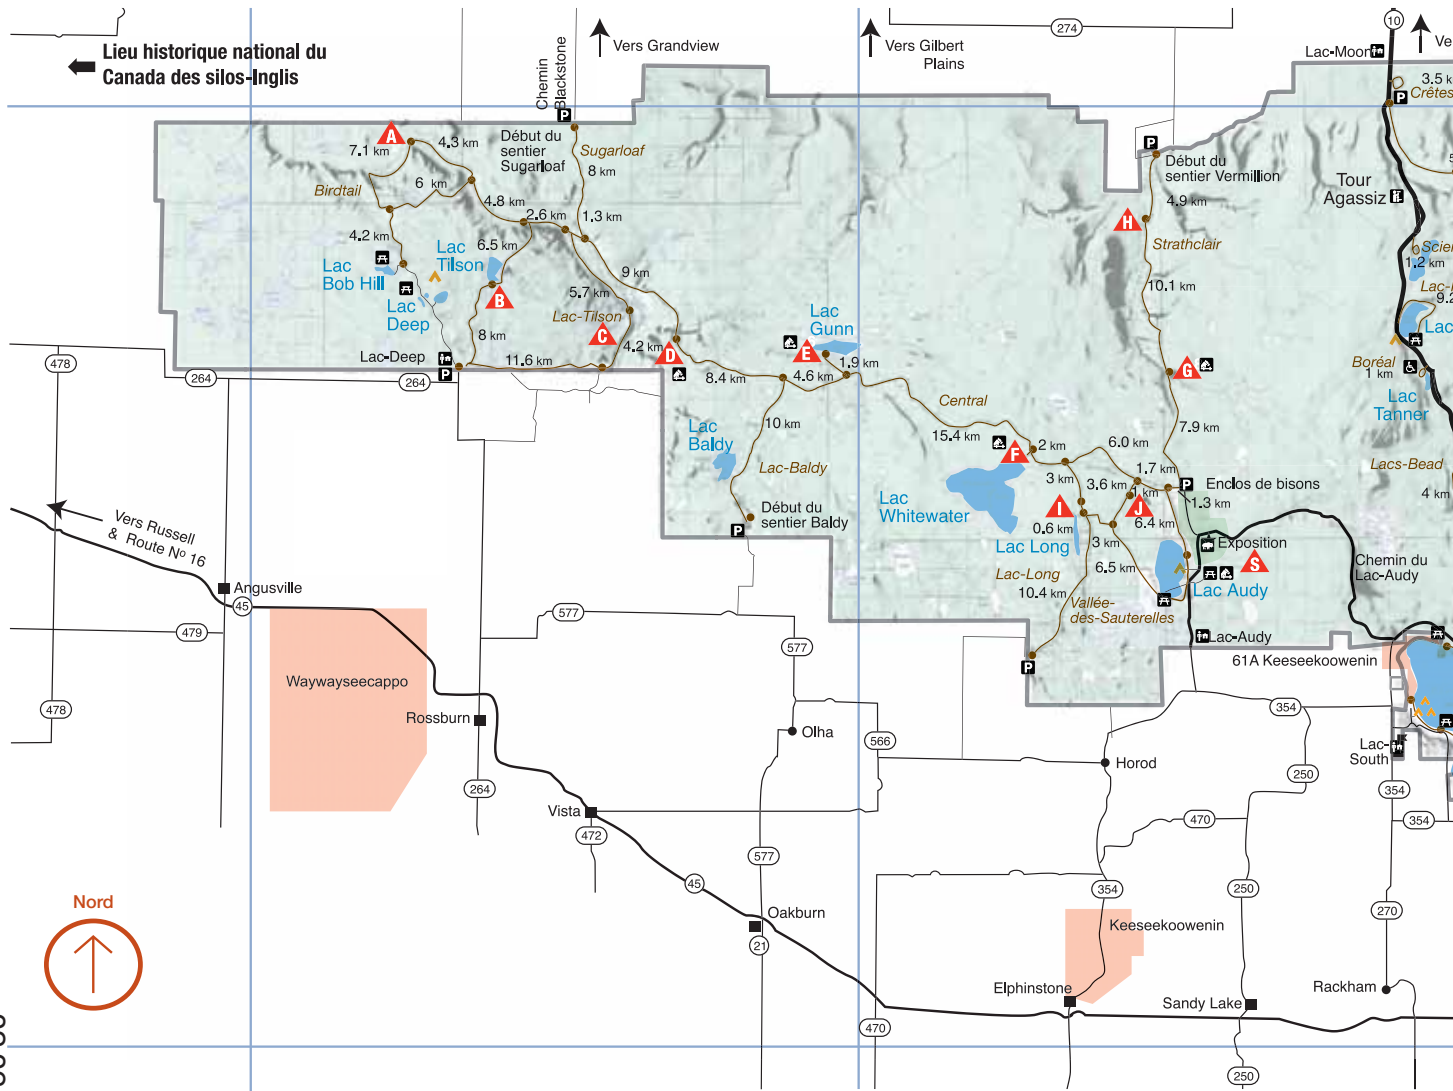 Lieu historique national du
Canada des silos-Inglis
Chemin
Blackstone
Vers Grandview
Vers Gilbert
Plains
274
10
Lac-Moon
Ve
3.5 k
Crêtes
P
A
7.1 km
4.3 km
Début du
sentier
Sugarloaf
Sugarloaf
8 km
Birdtail
6 km
4.8 km
2.6 km
1.3 km
4.2 km
6.5 km
9 km
Lac
Tilson
Lac
Bob Hill
Lac
Deep
B
5.7 km
Lac-Tilson
C
8 km
4.2 km
D
Lac-Deep
P
11.6 km
Lac
Gunn
E
1.9 km
8.4 km
4.6 km
10 km
Lac
Baldy
Lac-Baldy
Début du
sentier Baldy
P
Central
15.4 km
P
Début du
sentier Vermillion
4.9 km
H
Strathclair
10.1 km
G
7.9 km
Tour
Agassiz
1.2 km
9.2
Lac
Boréal
1 km
Lac
Tanner
Lacs-Bead
4 km
F
2 km
6.0 km
1.7 km
3 km
3.6 km
1 km
P
Enclos de bisons
1.3 km
Lac
Whitewater
I
J
0.6 km
6.4 km
Lac Long
3 km
6.5 km
Exposition
S
Chemin du
Lac-Audy
Lac-Long
10.4 km
Lac Audy
Vallée-
des-Sauterelles
Lac-Audy
P
61A Keeseekoowenin
478
264
264
Vers Russell
& Route Nº 16
Angusville
45
479
478
Waywayseecappo
Rossburn
264
577
577
Olha
566
Vista
472
577
45
Oakburn
21
Horod
354
250
Lac-
South
354
354
470
354
250
270
Keeseekoowenin
Elphinstone
Sandy Lake
Rackham
470
250
Nord